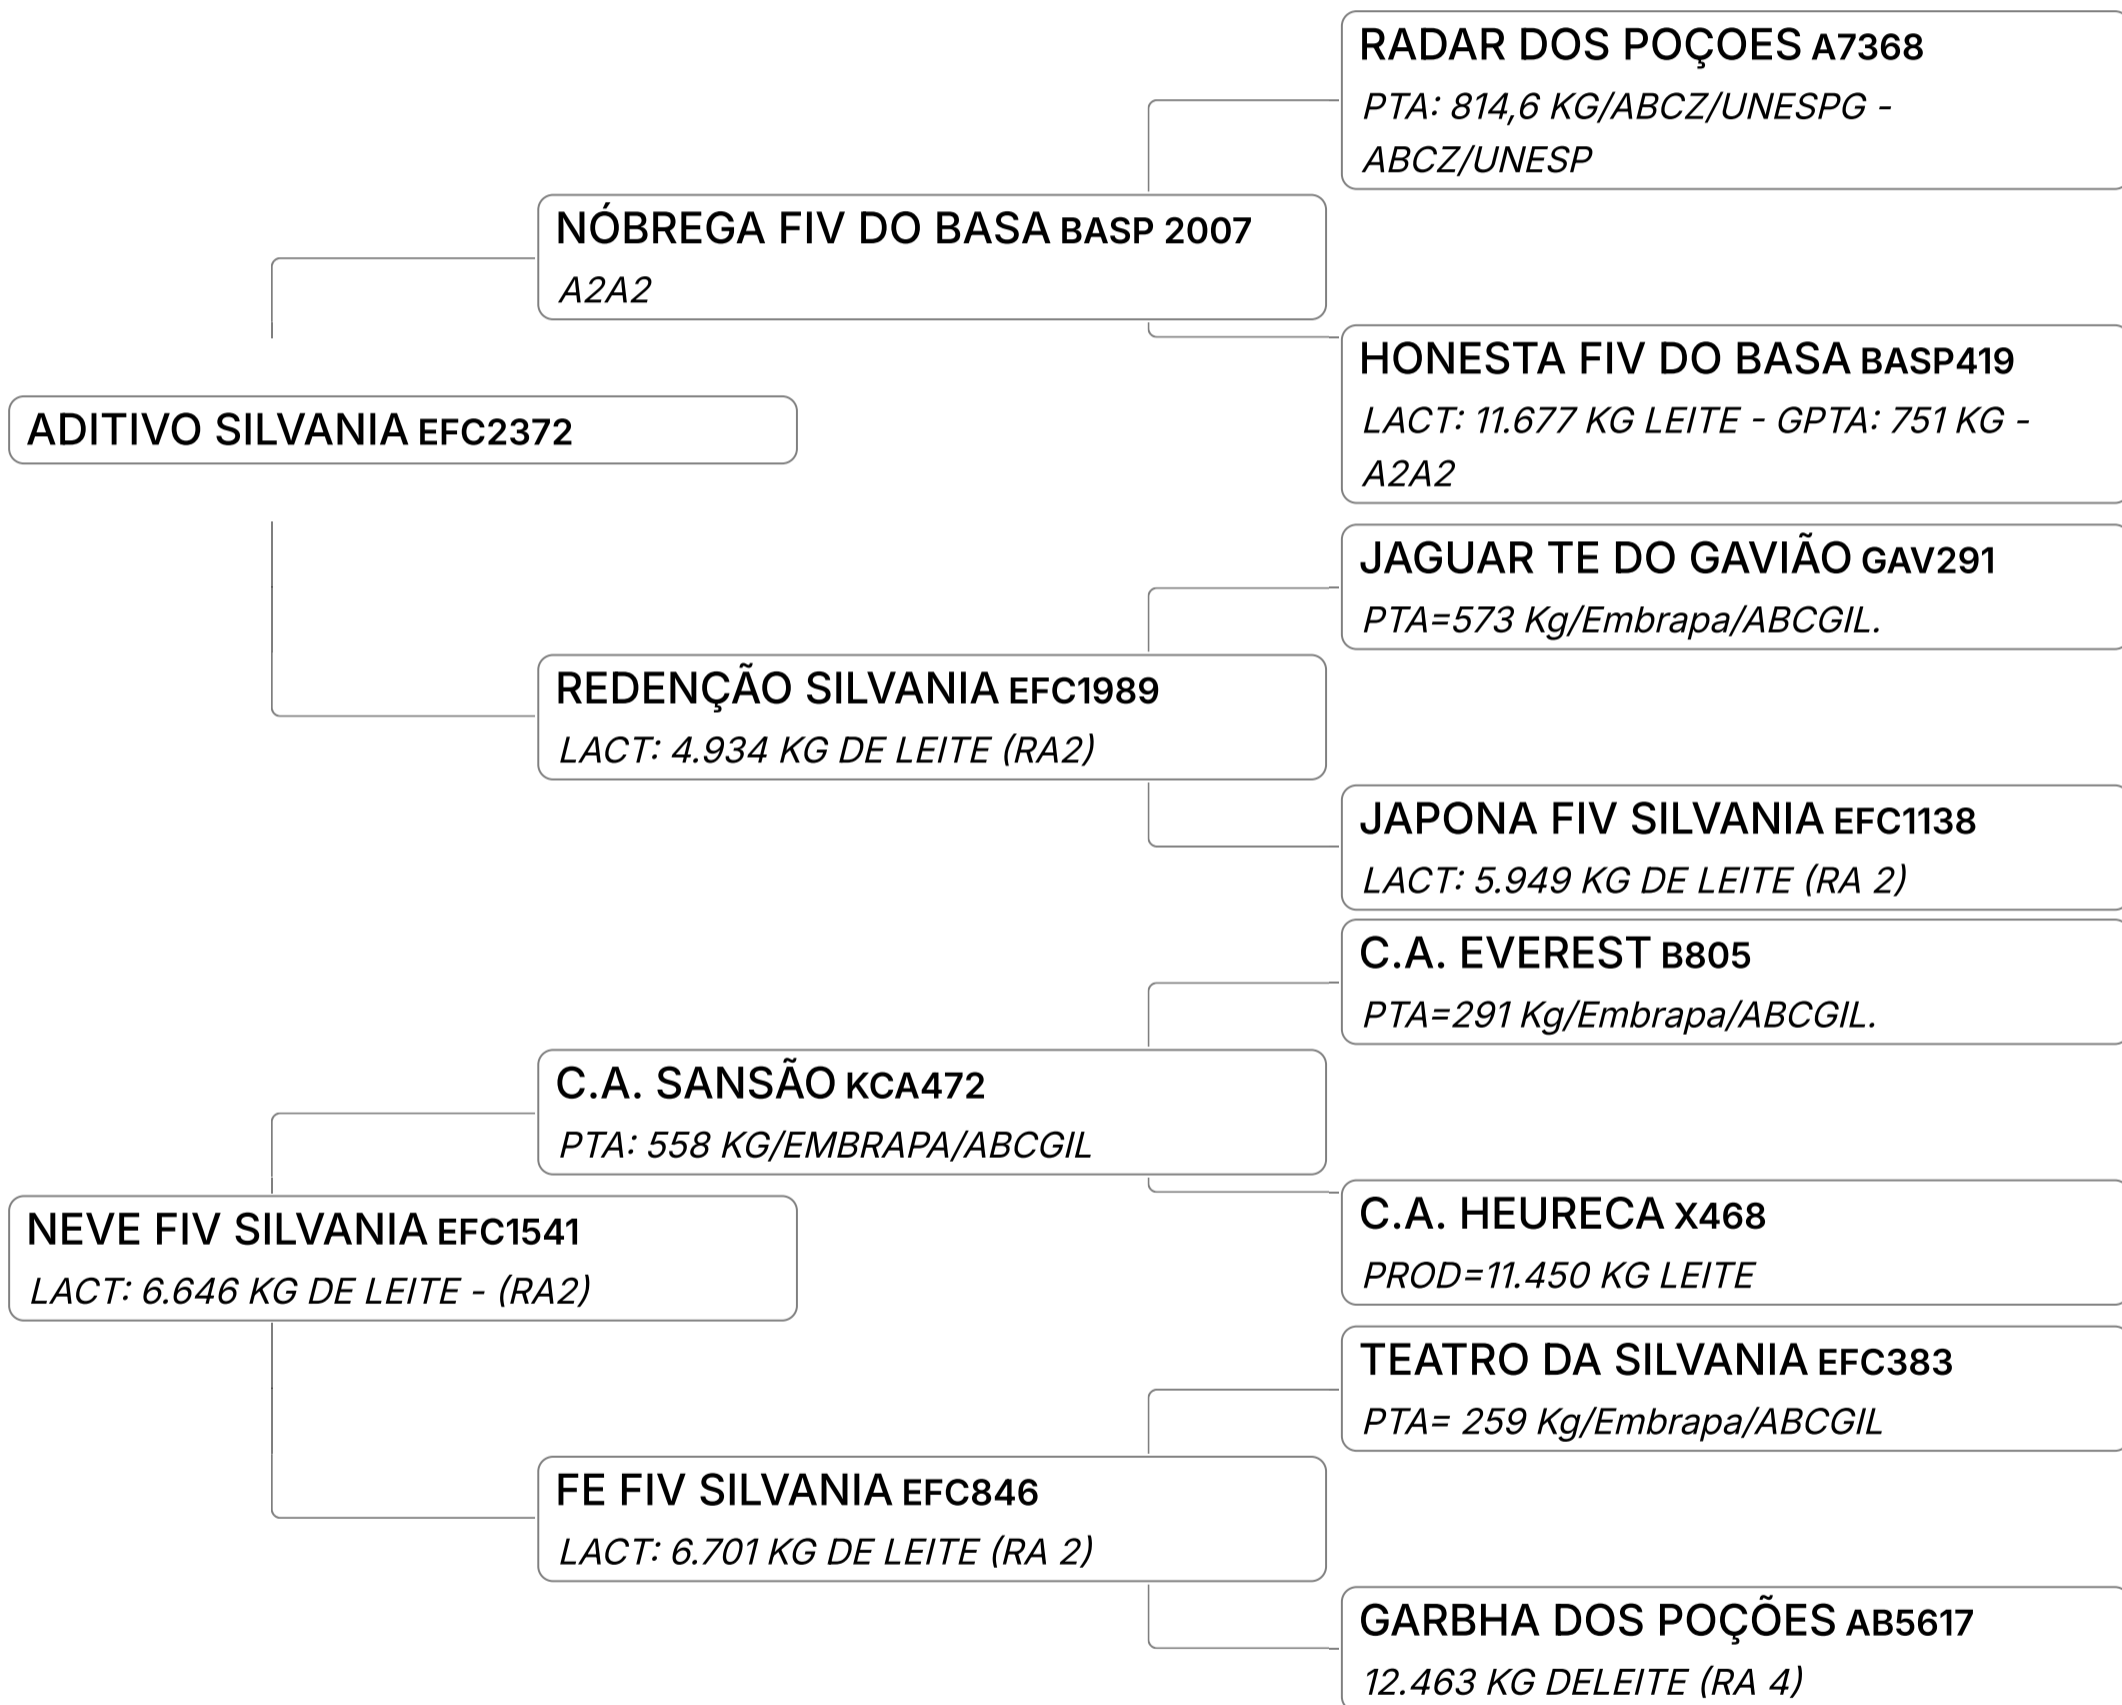 RADAR DOS POÇOES A7368
PTA: 814,6 KG/ABCZ/UNESPG -
ABCZ/UNESP
NÓBREGA FIV DO BASA BASP 2007
A2A2
HONESTA FIV DO BASA BASP419
LACT: 11.677 KG LEITE - GPTA: 751 KG -
A2A2
ADITIVO SILVANIA EFC2372
JAGUAR TE DO GAVIÃO GAV291
PTA=573 Kg/Embrapa/ABCGIL.
REDENÇÃO SILVANIA EFC1989
LACT: 4.934 KG DE LEITE (RA2)
JAPONA FIV SILVANIA EFC1138
LACT: 5.949 KG DE LEITE (RA 2)
C.A. EVEREST B805
PTA=291 Kg/Embrapa/ABCGIL.
C.A. SANSÃO KCA472
PTA: 558 KG/EMBRAPA/ABCGIL
C.A. HEURECA X468
PROD=11.450 KG LEITE
NEVE FIV SILVANIA EFC1541
LACT: 6.646 KG DE LEITE - (RA2)
TEATRO DA SILVANIA EFC383
PTA= 259 Kg/Embrapa/ABCGIL
FE FIV SILVANIA EFC846
LACT: 6.701 KG DE LEITE (RA 2)
GARBHA DOS POÇÕES AB5617
12.463 KG DELEITE (RA 4)